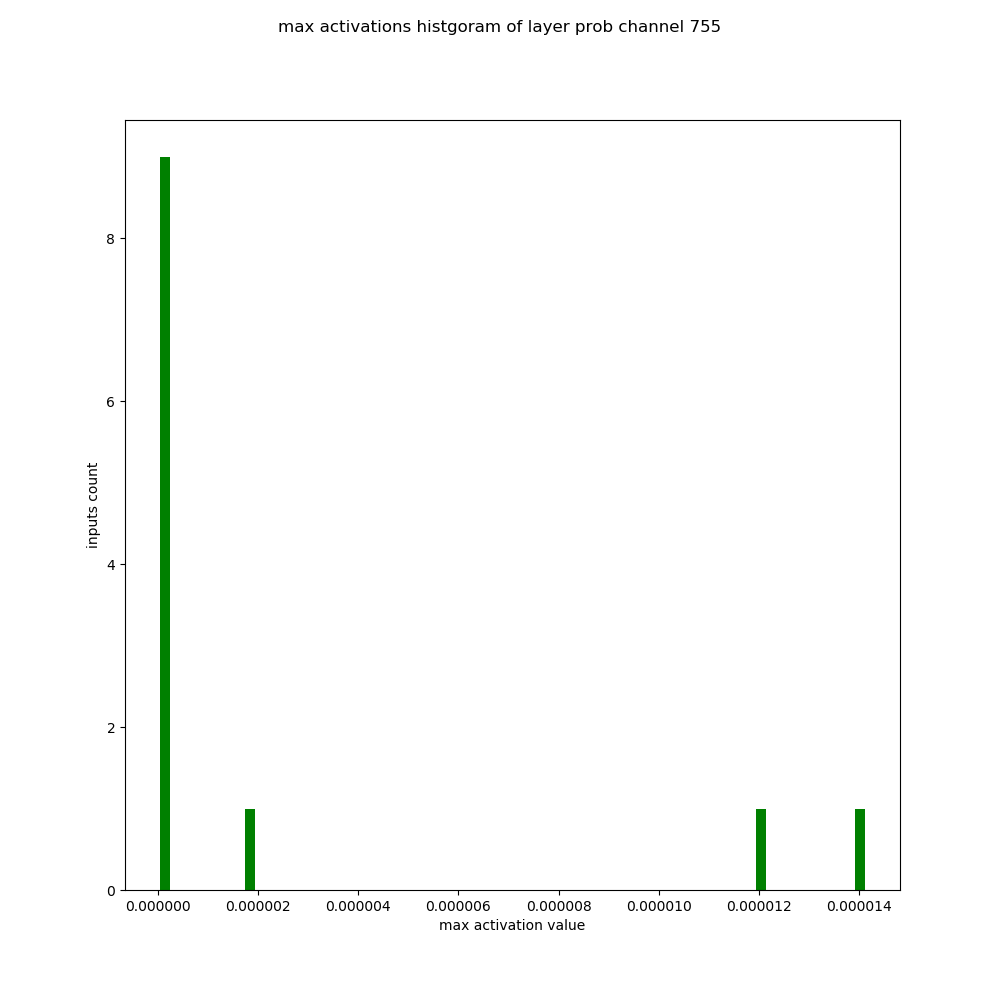 max activations histgoram of layer prob channel 755
8
6
4
2
0
inputs count
0.000000 0.000002 0.000004 0.000006 0.000008 0.000010 0.000012 0.000014
max activation value